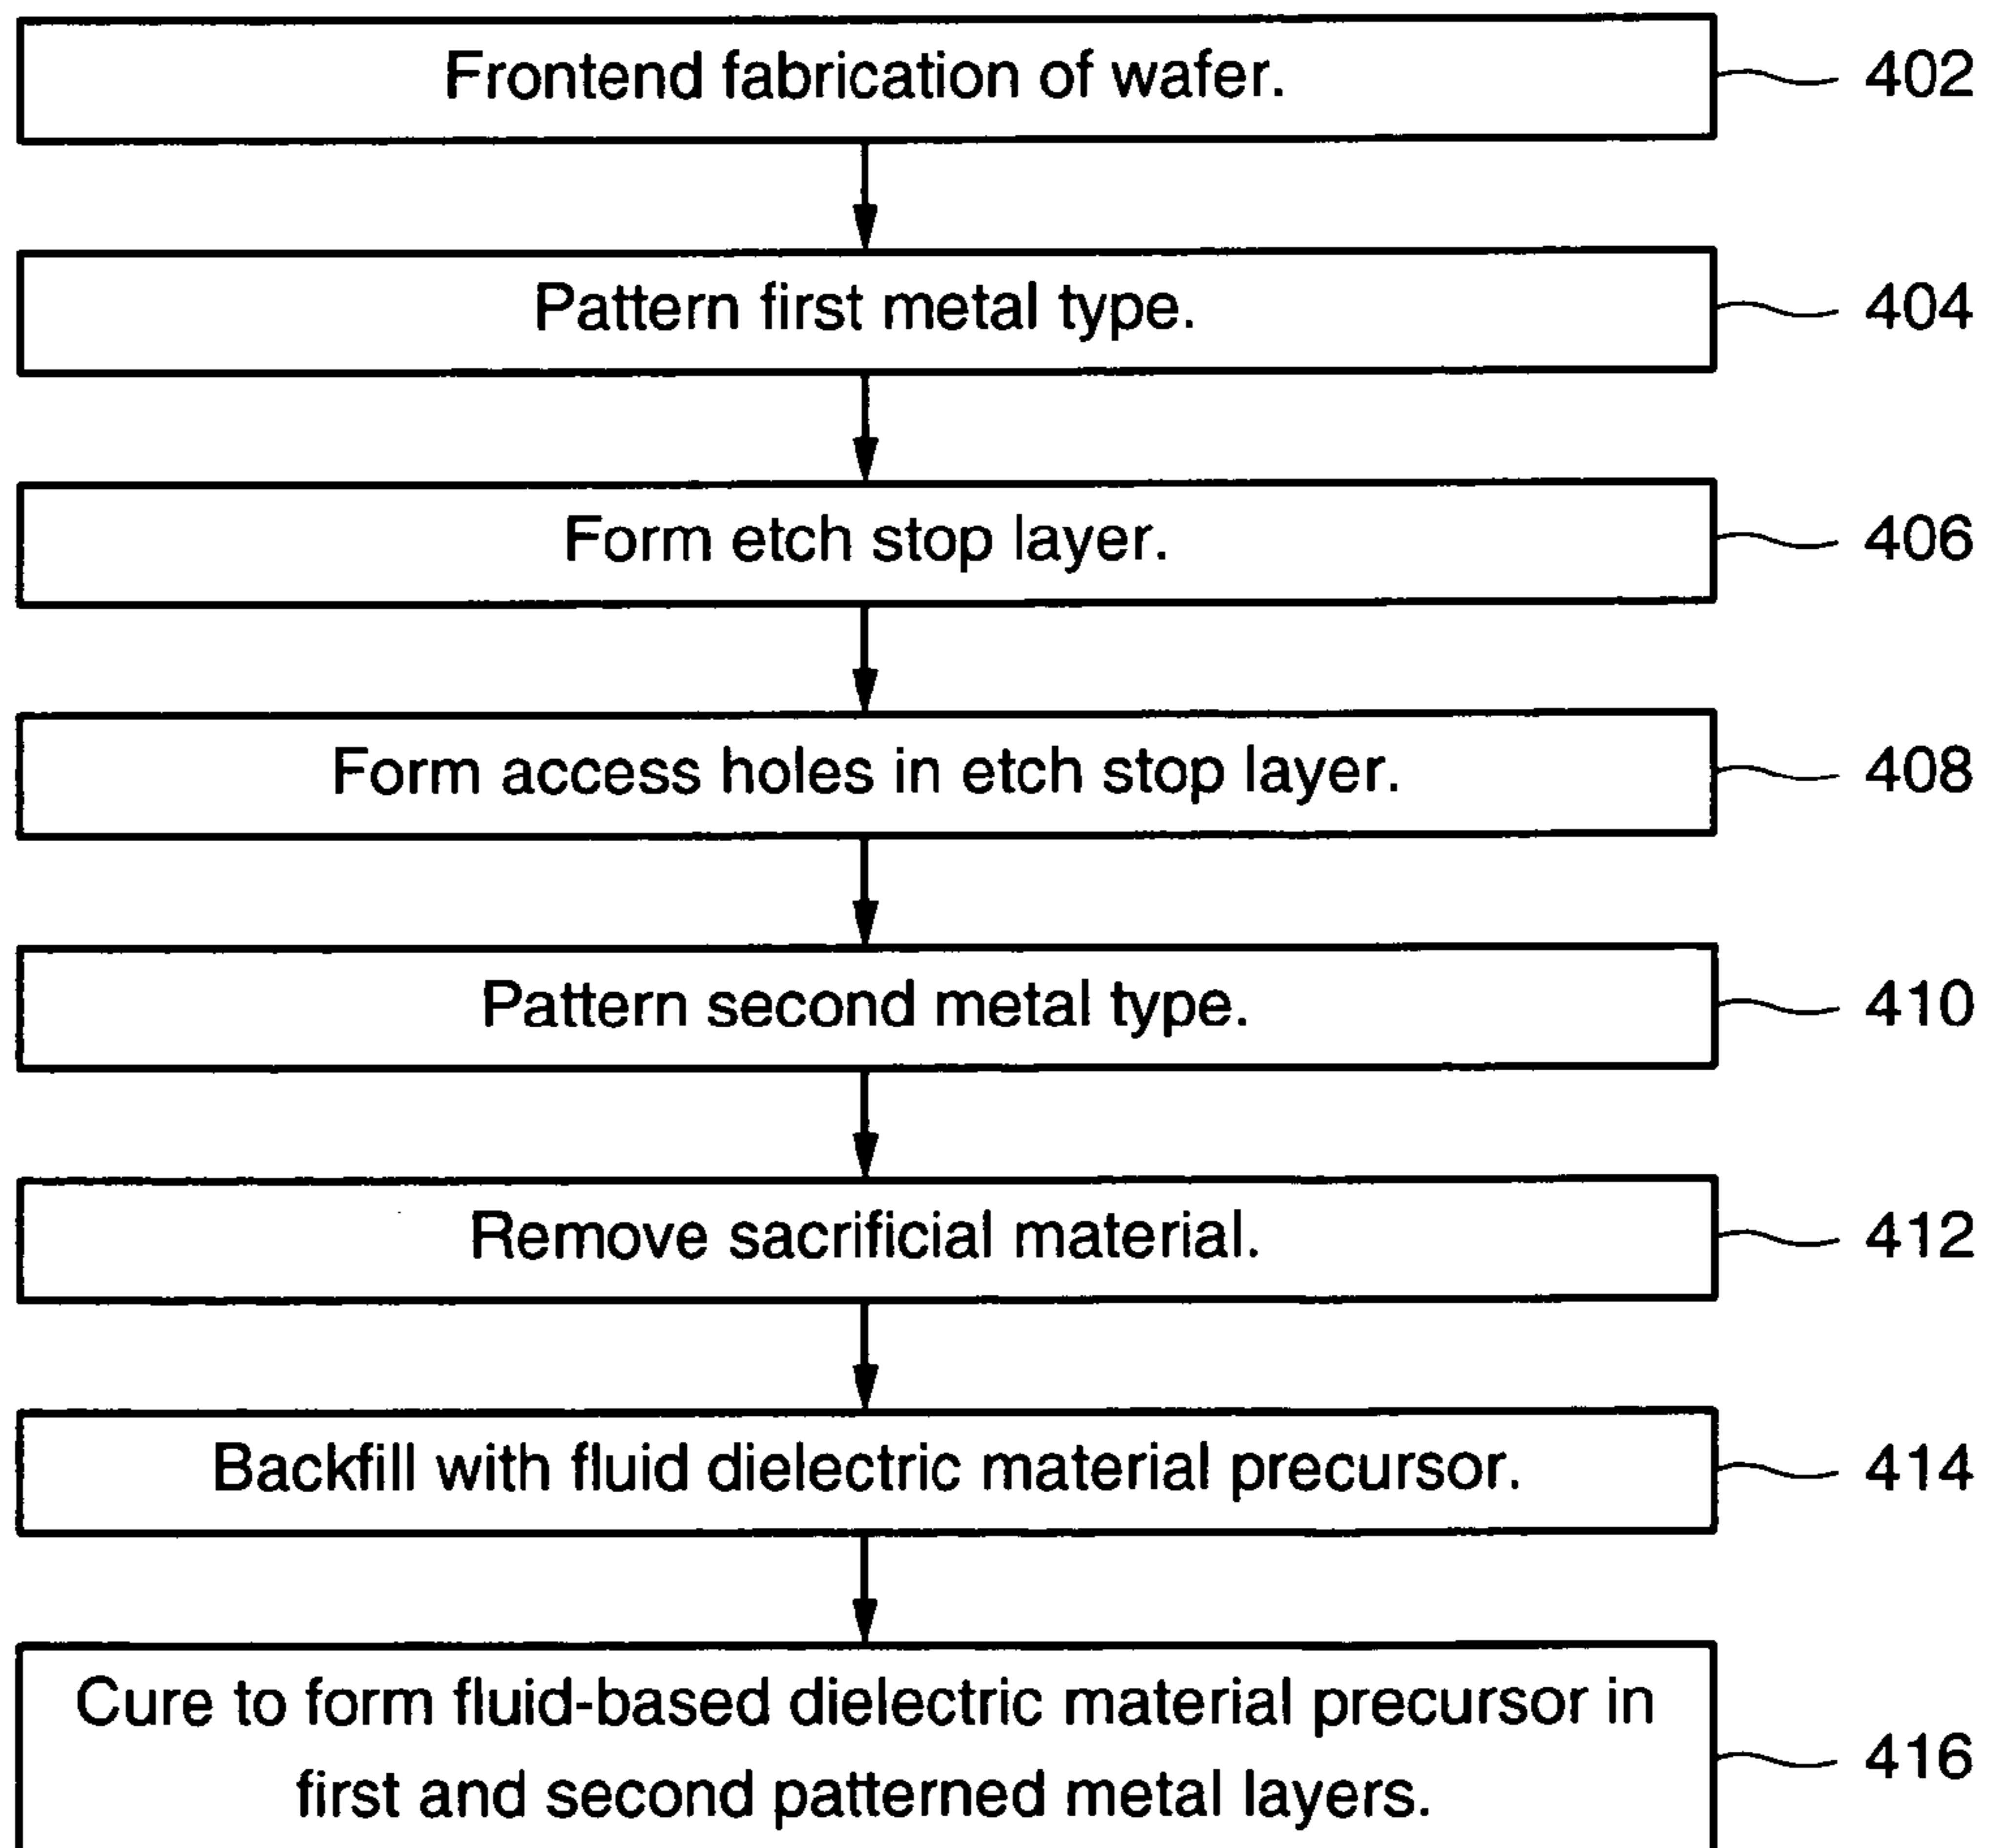 Frontend fabrication of wafer.
402
Pattern first metal type.
404
Form etch stop layer.
406
Form access holes in etch stop layer.
408
Pattern second metal type.
410
Remove sacrificial material.
412
Backfill with fluid dielectric material precursor.
414
Cure to form fluid-based dielectric material precursor in
first and second patterned metal layers.
416